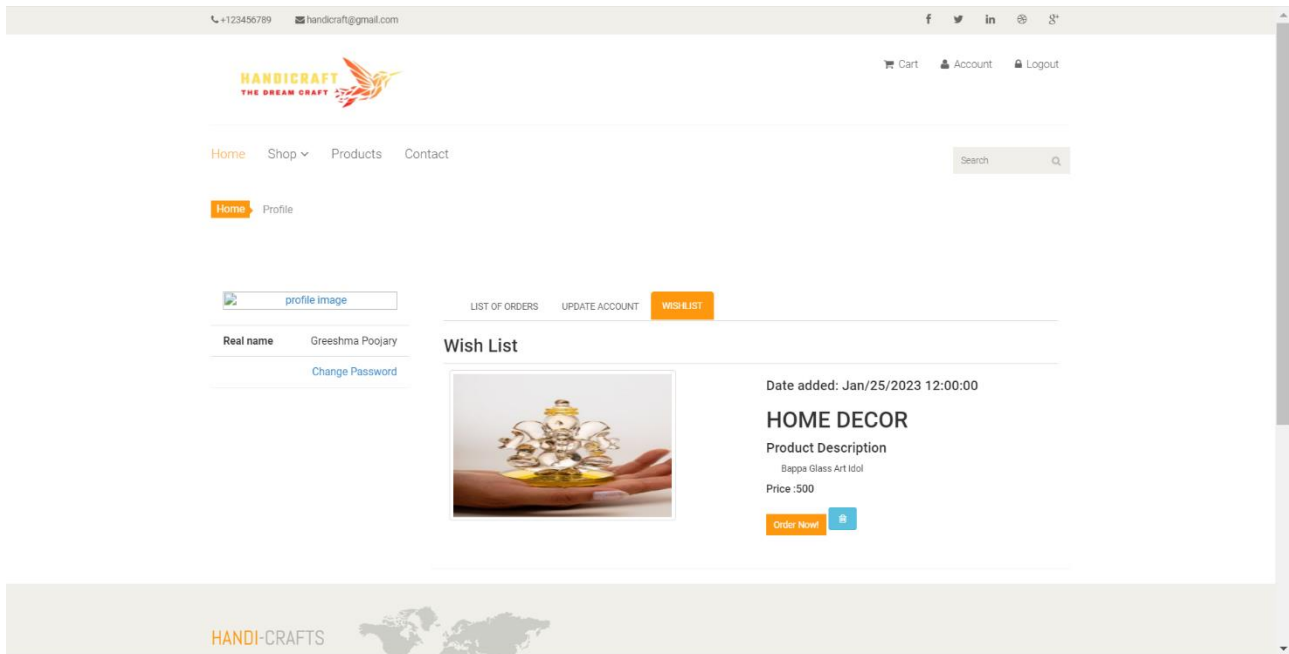 +123456789 handicraft@gmail.com
HANDICRAFT
THE DREAM CRAFT
Cart Account Logout
Home Shop Products Contact
Search
Home Profile
profile image
Real name Greeshma Poojary
Change Password
LIST OF ORDERS UPDATE ACCOUNT WISHLIST
Wish List
Date added: Jan/25/2023 12:00:00
HOME DECOR
Product Description
Bappa Glass Art Idol
Price :500
Order Now!
HANDI-CRAFTS